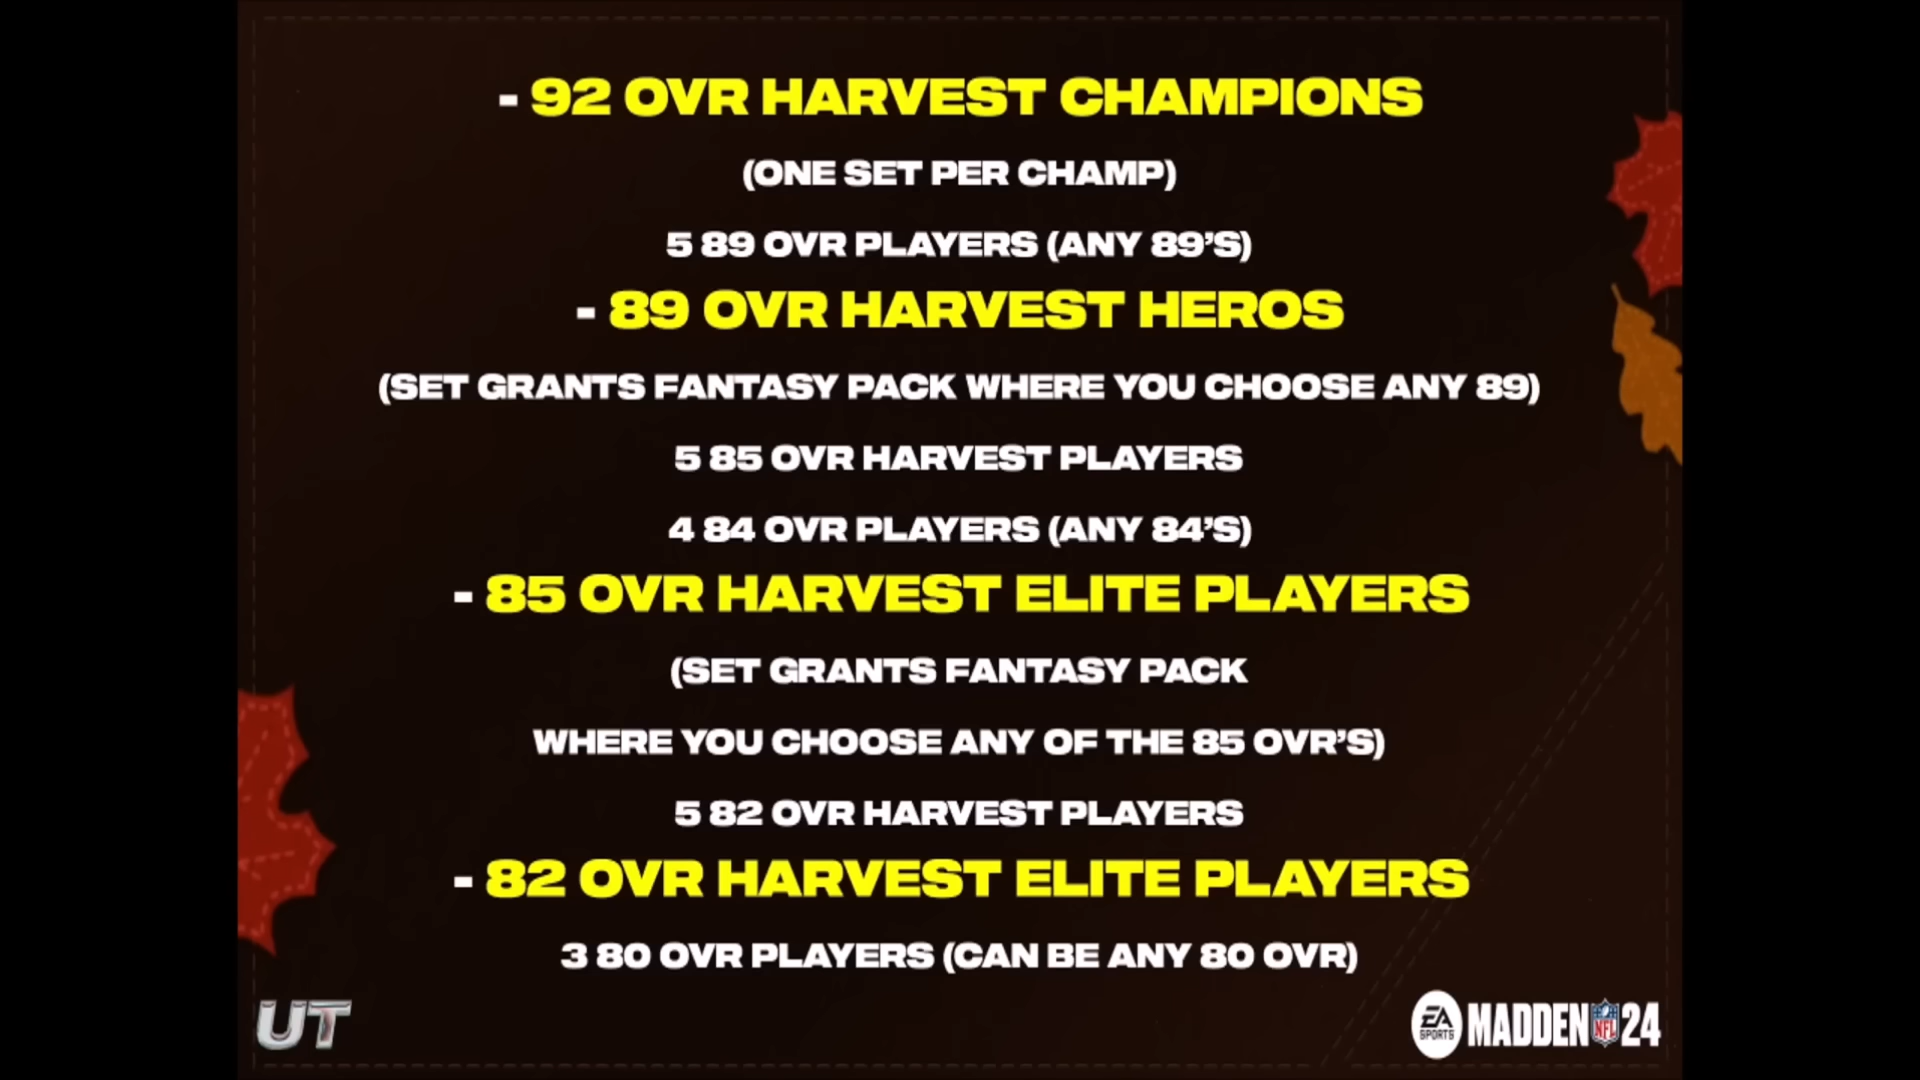 - 92 OVR HARVEST CHAMPIONS
(ONE SET PER CHAMP)
5 89 OVR PLAYERS (ANY 89'S)
- 89 OVR HARVEST HEROS
(SET GRANTS FANTASY PACK WHERE YOU CHOOSE ANY 89)
5 85 OVR HARVEST PLAYERS
4 84 OVR PLAYERS (ANY 84'S)
- 85 OVR HARVEST ELITE PLAYERS
(SET GRANTS FANTASY PACK
WHERE YOU CHOOSE ANY OF THE 85 OVR'S)
5 82 OVR HARVEST PLAYERS
- 82 OVR HARVEST ELITE PLAYERS
3 80 OVR PLAYERS (CAN BE ANY 80 OVR)
UT
EA SPORTS MADDEN NFL 24